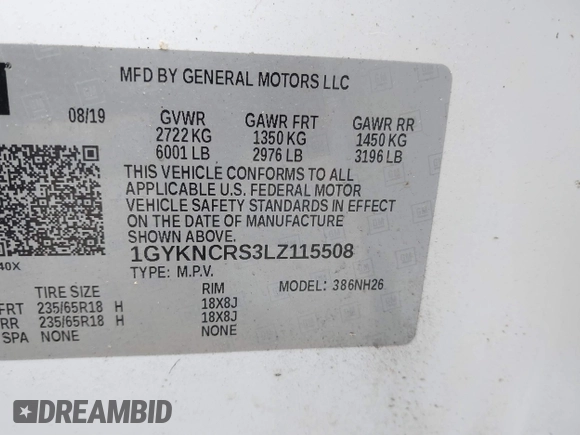 MFD BY GENERAL MOTORS LLC
08/19 GVWR GAWR FRT GAWR RR
2722 KG 1350 KG 1450 KG
6001 LB 2976 LB 3196 LB
THIS VEHICLE CONFORMS TO ALL
APPLICABLE U.S. FEDERAL MOTOR
VEHICLE SAFETY STANDARDS IN EFFECT
ON THE DATE OF MANUFACTURE
SHOWN ABOVE.
1GYKNCRS3LZ115508
40X
TYPE: M.P.V. MODEL: 386NH26
TIRE SIZE RIM
FRT 235/65R18 H 18X8J
RR 235/65R18 H 18X8J
SPA NONE NONE
DREAMBID